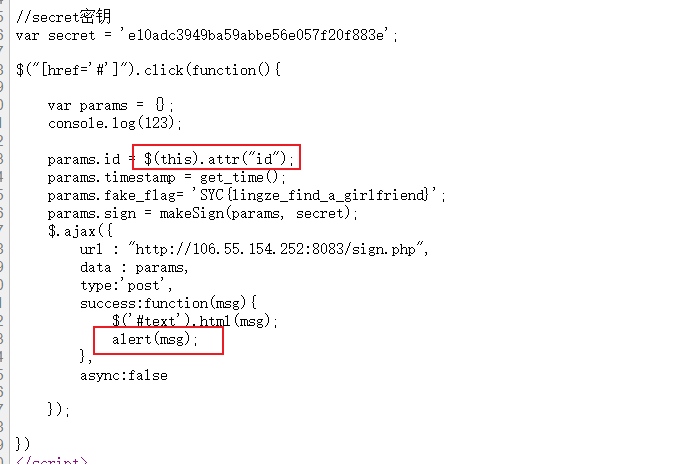 //secret密钥
var secret = 'e10adc3949ba59abbe56e057f20f883e';
$("[href='#']").click(function(){
var params = {};
console.log(123);
params.id = $(this).attr("id");
params.timestamp = get_time();
params.fake_flag= 'SYC{lingze_find_a_girlfriend}';
params.sign = makeSign(params, secret);
$.ajax({
url : "http://106.55.154.252:8083/sign.php",
data : params,
type:'post',
success:function(msg){
$('#text').html(msg);
alert(msg);
},
async:false
});
})
</script>